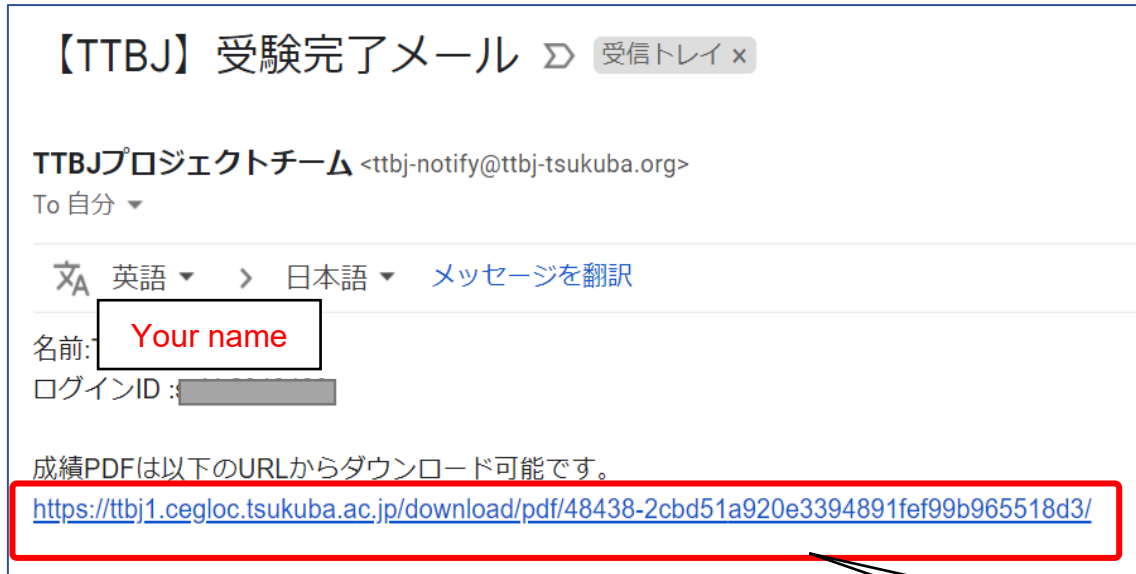 【TTBJ】受験完了メール 受信トレイ x
TTBJプロジェクトチーム <ttbj-notify@ttbj-tsukuba.org>
To 自分
英語 > 日本語 メッセージを翻訳
Your name
名前:
ログインID :
成績PDFは以下のURLからダウンロード可能です。
https://ttbj1.cegloc.tsukuba.ac.jp/download/pdf/48438-2cbd51a920e3394891fef99b965518d3/